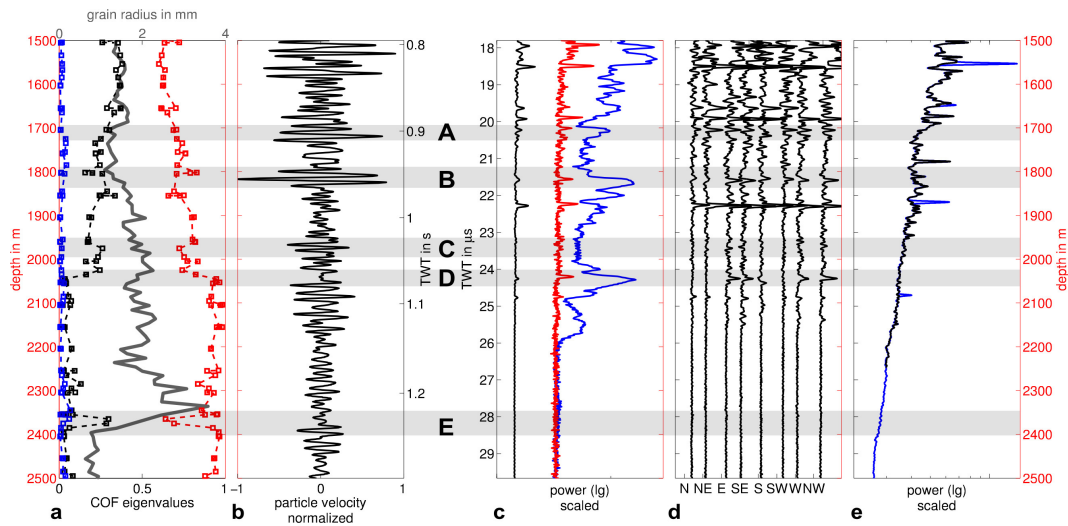 grain radius in mm
0 2 4
1500
1600
1700
1800
1900
2000
2100
2200
2300
2400
2500
depth in m
0 0.5 1
COF eigenvalues
a
0.8
0.9
1
1.1
1.2
TWT in s
−1 0 1
particle velocity
normalized
b
A
B
C
D
E
18
19
20
21
22
23
24
25
26
27
28
29
TWT in µs
power (lg)
scaled
c
N NE E SE S SW W NW
d
power (lg)
scaled
e
1500
1600
1700
1800
1900
2000
2100
2200
2300
2400
2500
depth in m